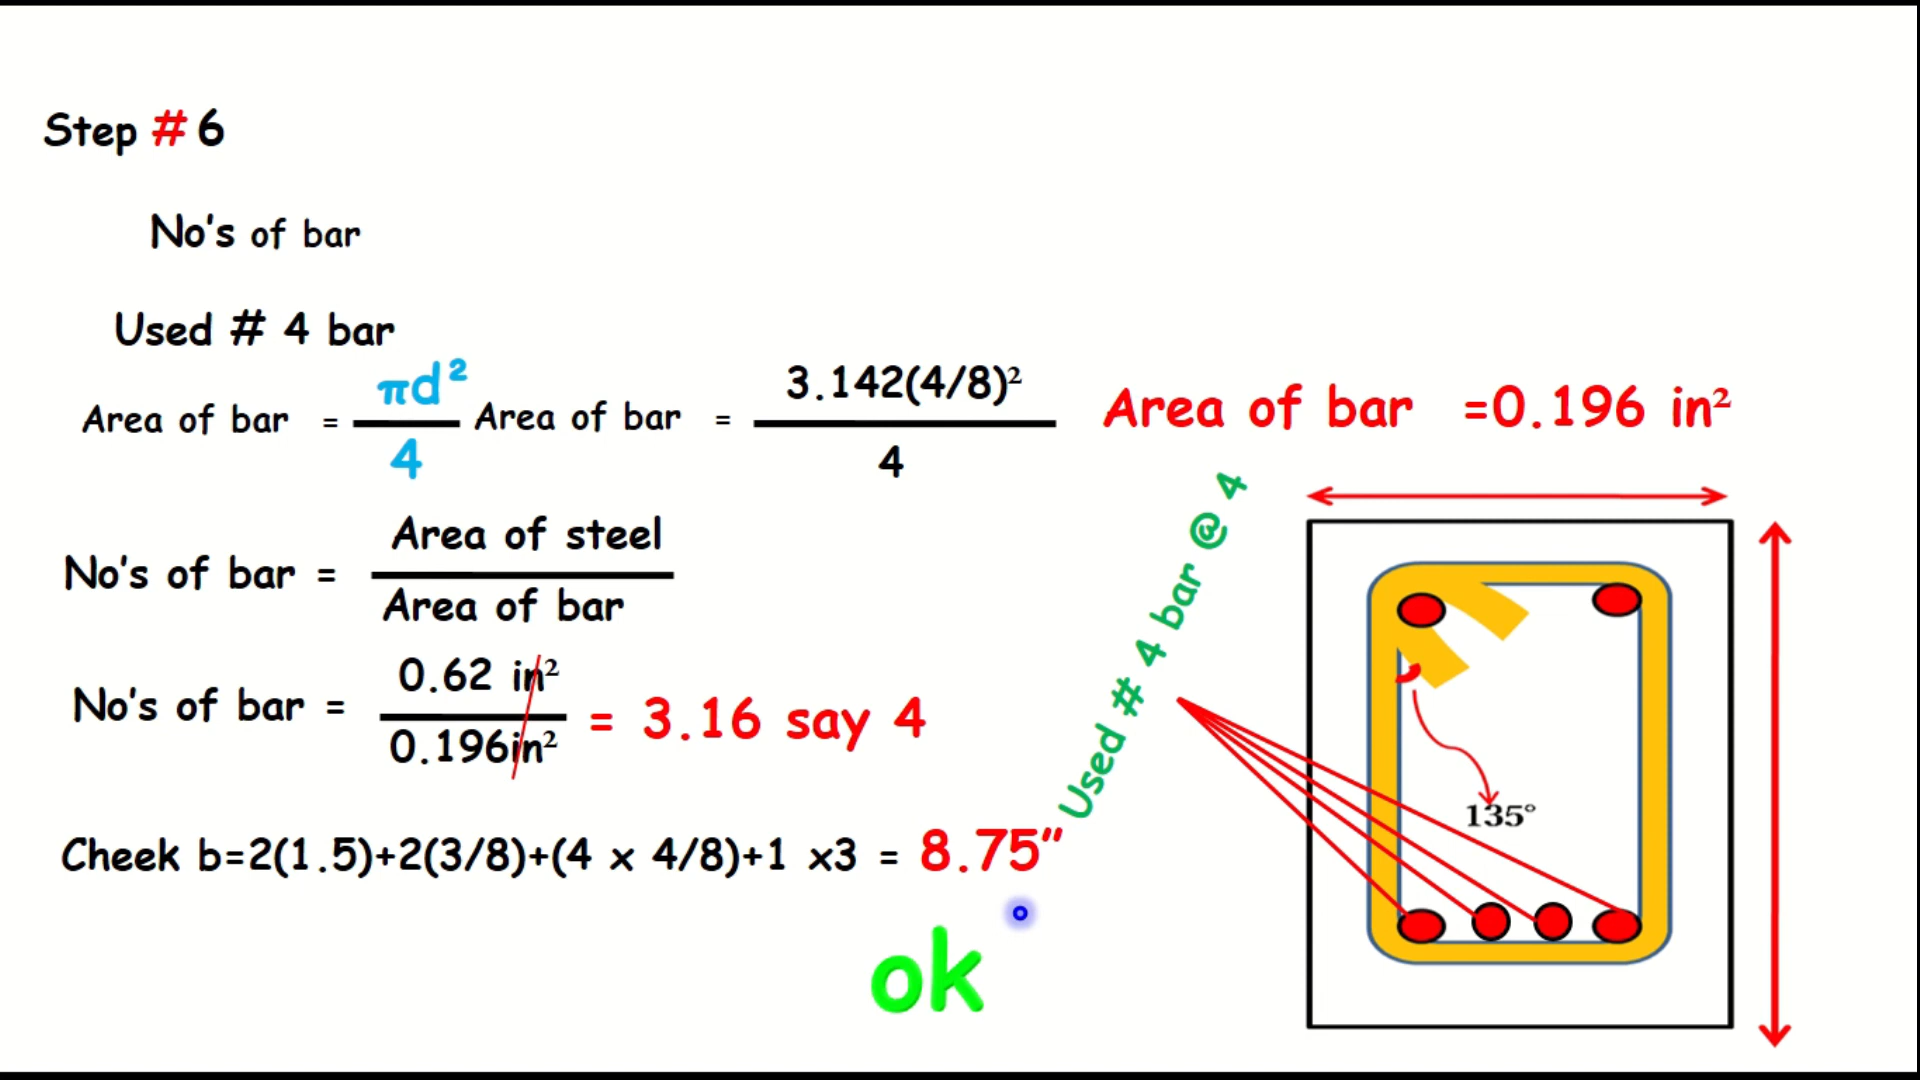 Step # 6
No's of bar
Used # 4 bar
Area of bar = πd² / 4 Area of bar = 3.142(4/8)² / 4 Area of bar =0.196 in²
No's of bar = Area of steel / Area of bar
No's of bar = 0.62 in² / 0.196in² = 3.16 say 4
Cheek b=2(1.5)+2(3/8)+(4 x 4/8)+1 x3 = 8.75”
ok
Used # 4 bar @ 4
135°